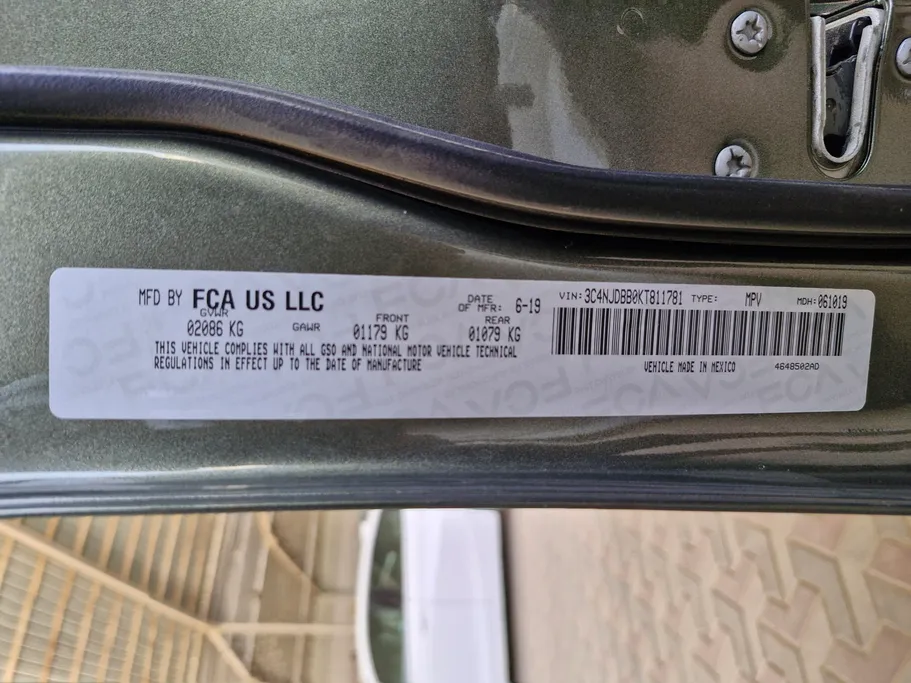 MFD BY FCA US LLC DATE OF MFR: 6-19 VIN: 3C4NJDBB0KT811781 TYPE: MPV MDH: 061019
GVWR 02086 KG GAWR FRONT 01179 KG REAR 01079 KG
THIS VEHICLE COMPLIES WITH ALL GSO AND NATIONAL MOTOR VEHICLE TECHNICAL
REGULATIONS IN EFFECT UP TO THE DATE OF MANUFACTURE
VEHICLE MADE IN MEXICO 4648502AD